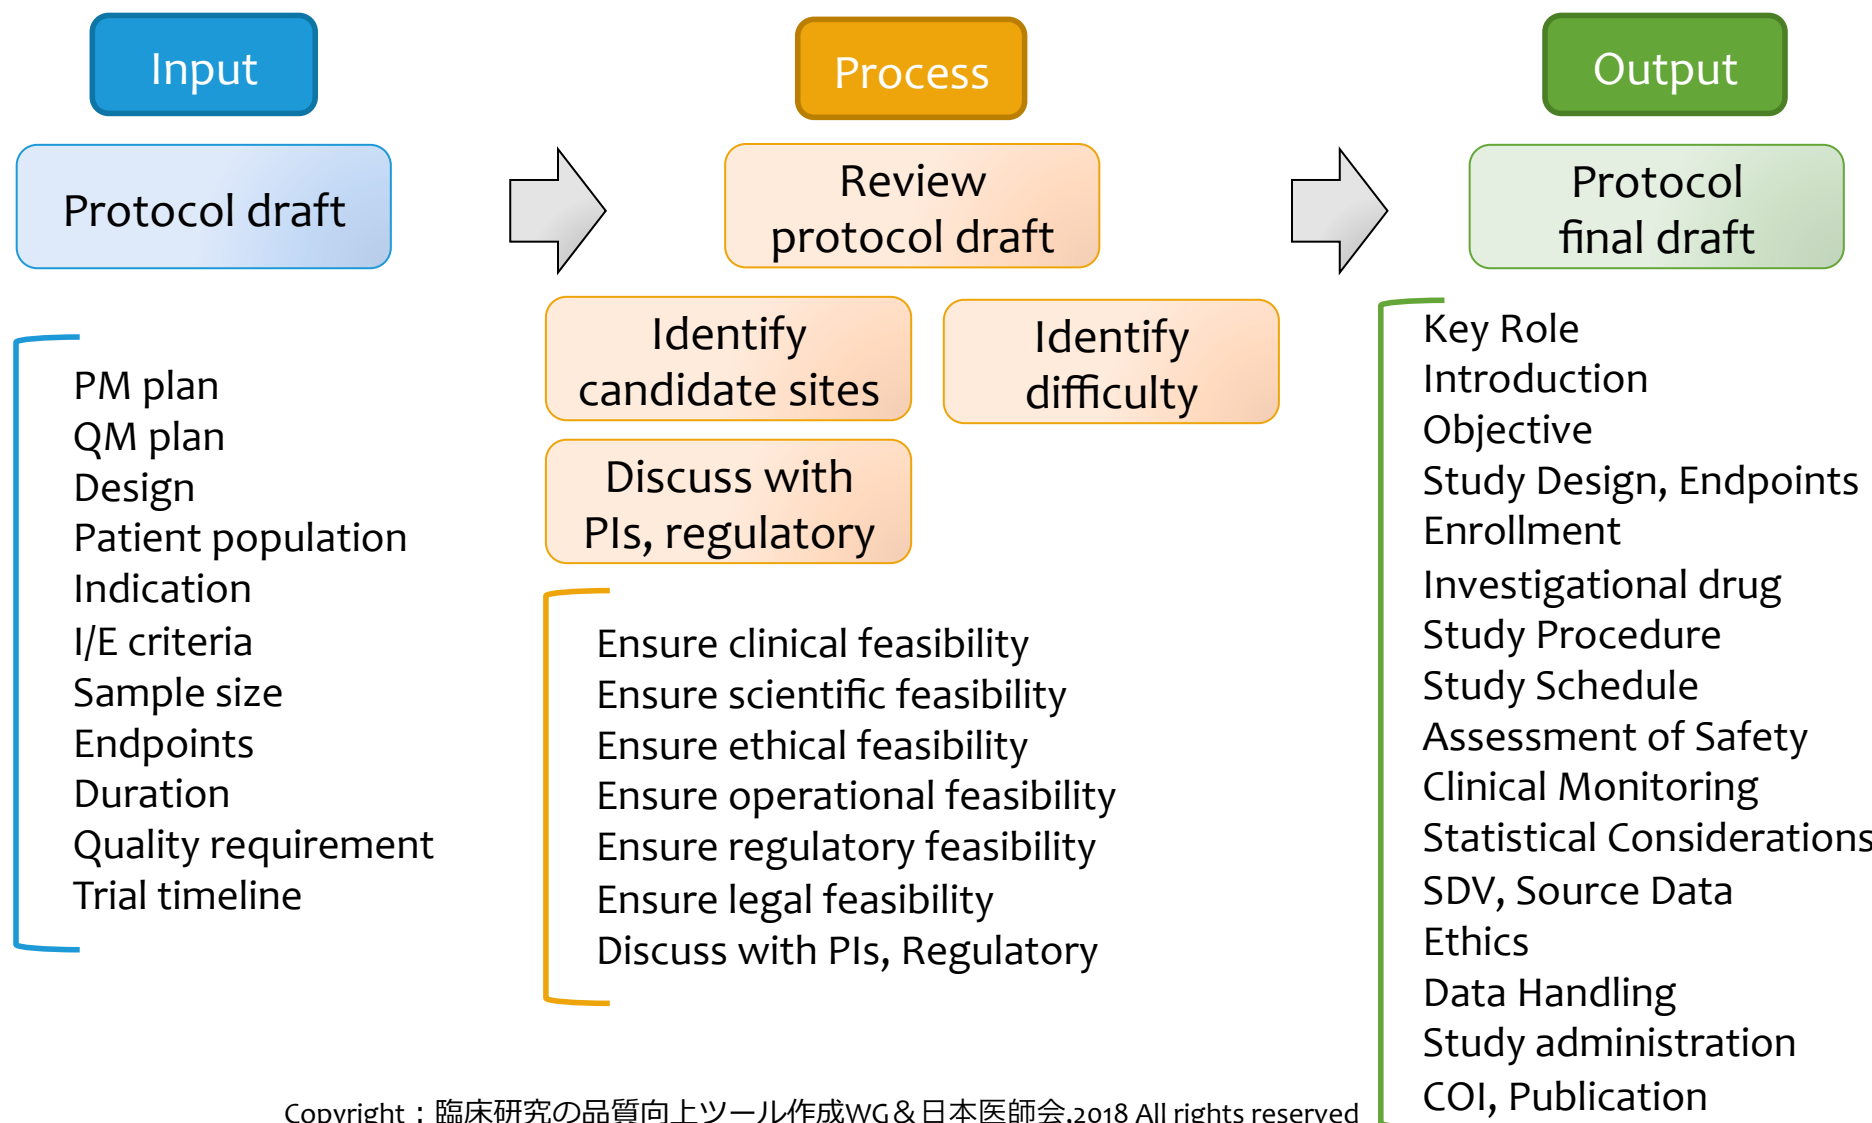 Input
Process
Output
Protocol draft
Review
protocol draft
Protocol
final draft
Identify
candidate sites
Identify
difficulty
Discuss with
PIs, regulatory
PM plan
QM plan
Design
Patient population
Indication
I/E criteria
Sample size
Endpoints
Duration
Quality requirement
Trial timeline
Ensure clinical feasibility
Ensure scientific feasibility
Ensure ethical feasibility
Ensure operational feasibility
Ensure regulatory feasibility
Ensure legal feasibility
Discuss with PIs, Regulatory
Key Role
Introduction
Objective
Study Design, Endpoints
Enrollment
Investigational drug
Study Procedure
Study Schedule
Assessment of Safety
Clinical Monitoring
Statistical Considerations
SDV, Source Data
Ethics
Data Handling
Study administration
COI, Publication
Copyright：臨床研究の品質向上ツール作成WG＆日本医師会,2018 All rights reserved